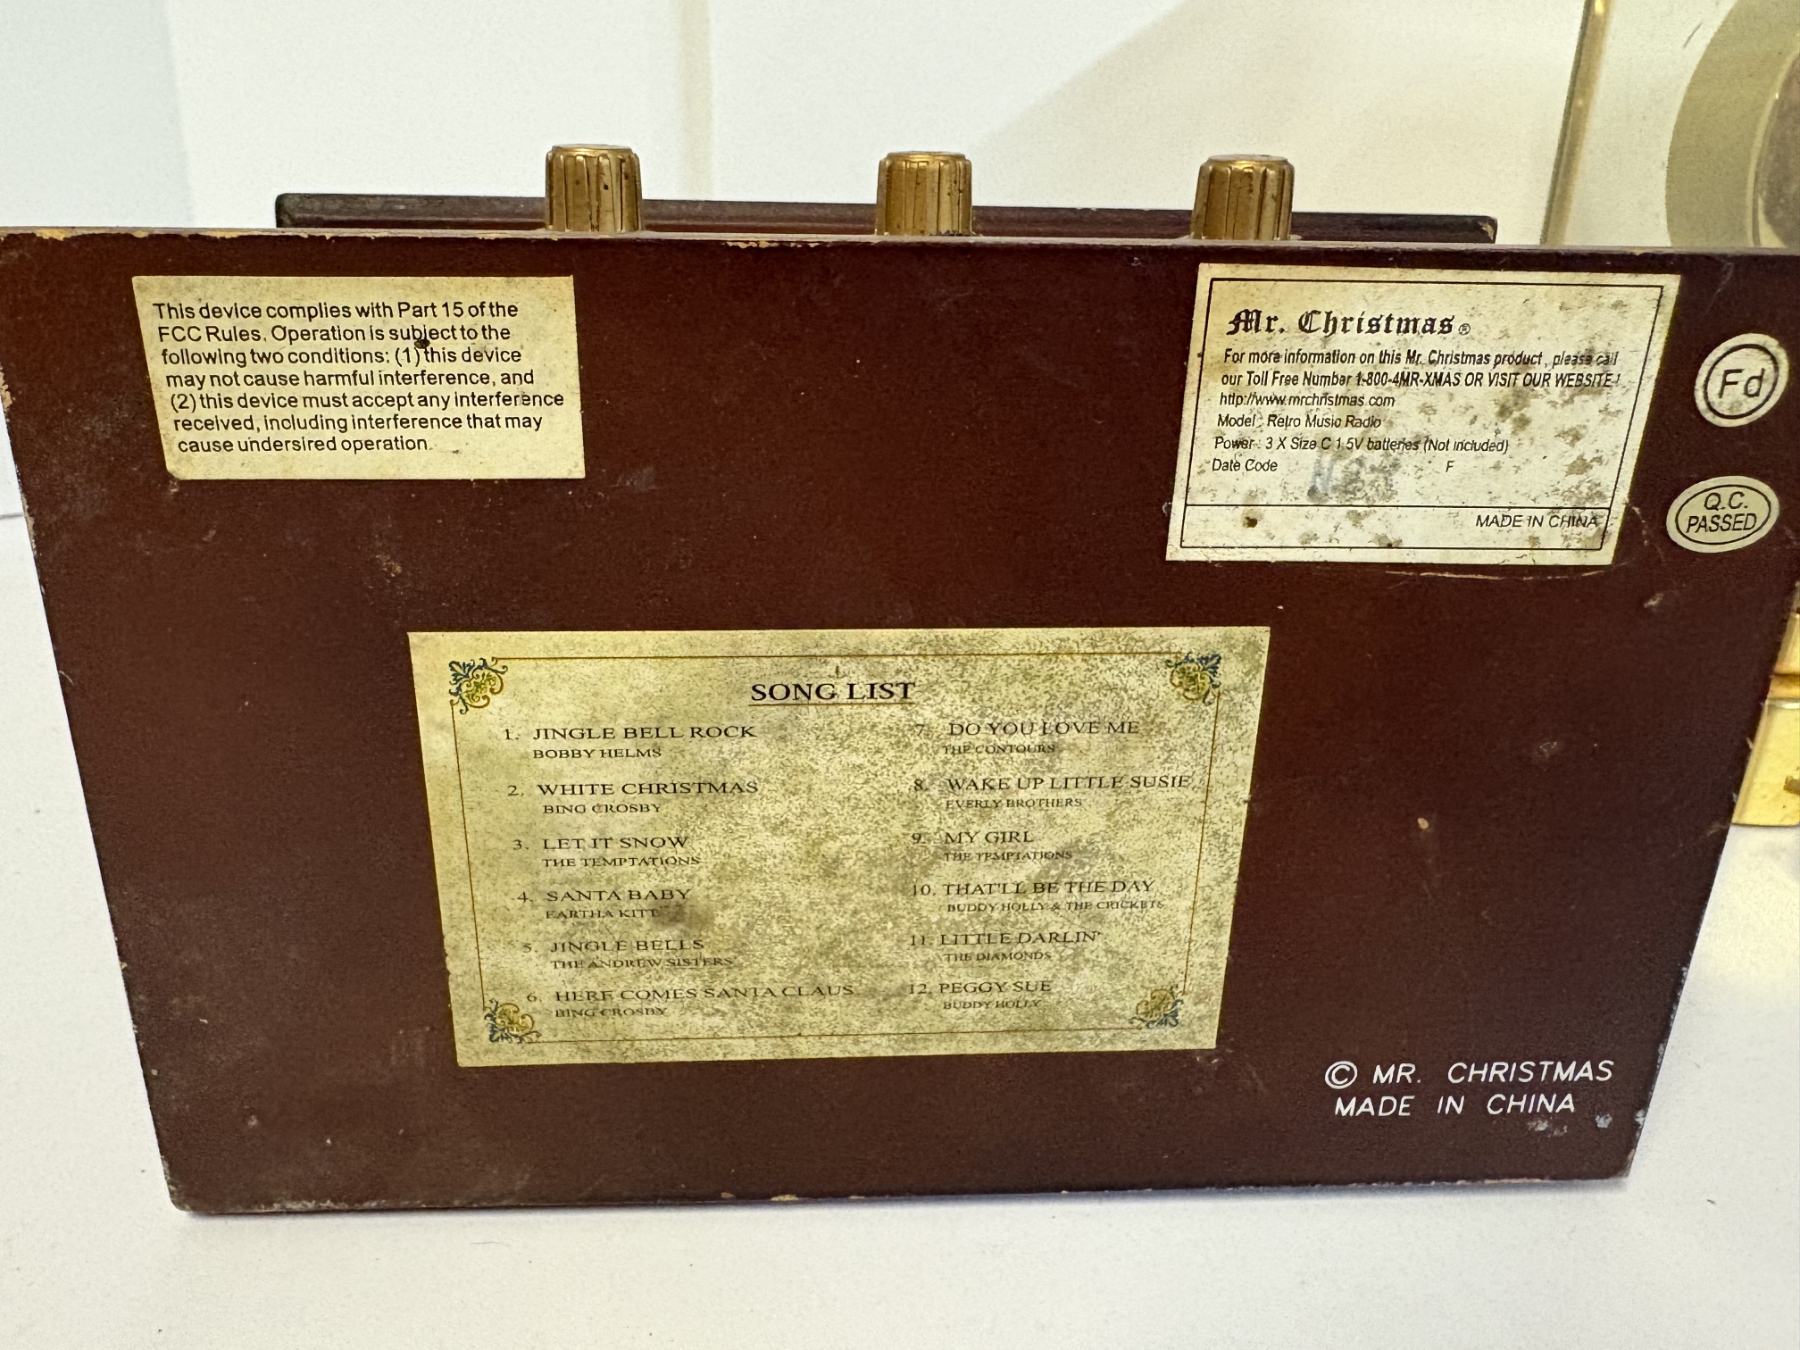 This device complies with Part 15 of the
FCC Rules. Operation is subject to the
following two conditions: (1) this device
may not cause harmful interference, and
(2) this device must accept any interference
received, including interference that may
cause undersired operation.
Mr. Christmas®
For more information on this Mr. Christmas product, please call
our Toll Free Number 1-800-4MR-XMAS OR VISIT OUR WEBSITE!
http://www.mrchristmas.com
Model: Retro Music Radio
Power: 3 X Size C 1.5V batteries (Not included)
Date Code F
MADE IN CHINA
Fd
Q.C.
PASSED
SONG LIST
1. JINGLE BELL ROCK
BOBBY HELMS
2. WHITE CHRISTMAS
BING CROSBY
3. LET IT SNOW
THE TEMPTATIONS
4. SANTA BABY
EARTHA KITT
5. JINGLE BELLS
THE ANDREW SISTERS
6. HERE COMES SANTA CLAUS
BING CROSBY
7. DO YOU LOVE ME
THE CONTOURS
8. WAKE UP LITTLE SUSIE
EVERLY BROTHERS
9. MY GIRL
THE TEMPTATIONS
10. THAT'LL BE THE DAY
BUDDY HOLLY & THE CRICKETS
11. LITTLE DARLIN'
THE DIAMONDS
12. PEGGY SUE
BUDDY HOLLY
© MR. CHRISTMAS
MADE IN CHINA